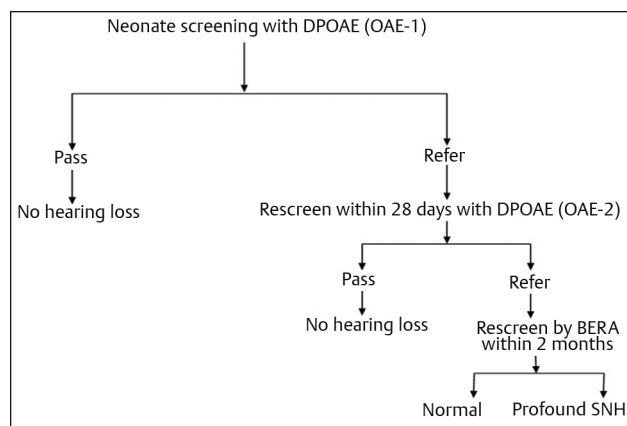 Neonate screening with DPOAE (OAE-1)
Pass
Refer
No hearing loss
Rescreen within 28 days with DPOAE (OAE-2)
Pass
Refer
No hearing loss
Rescreen by BERA
within 2 months
Normal
Profound SNH